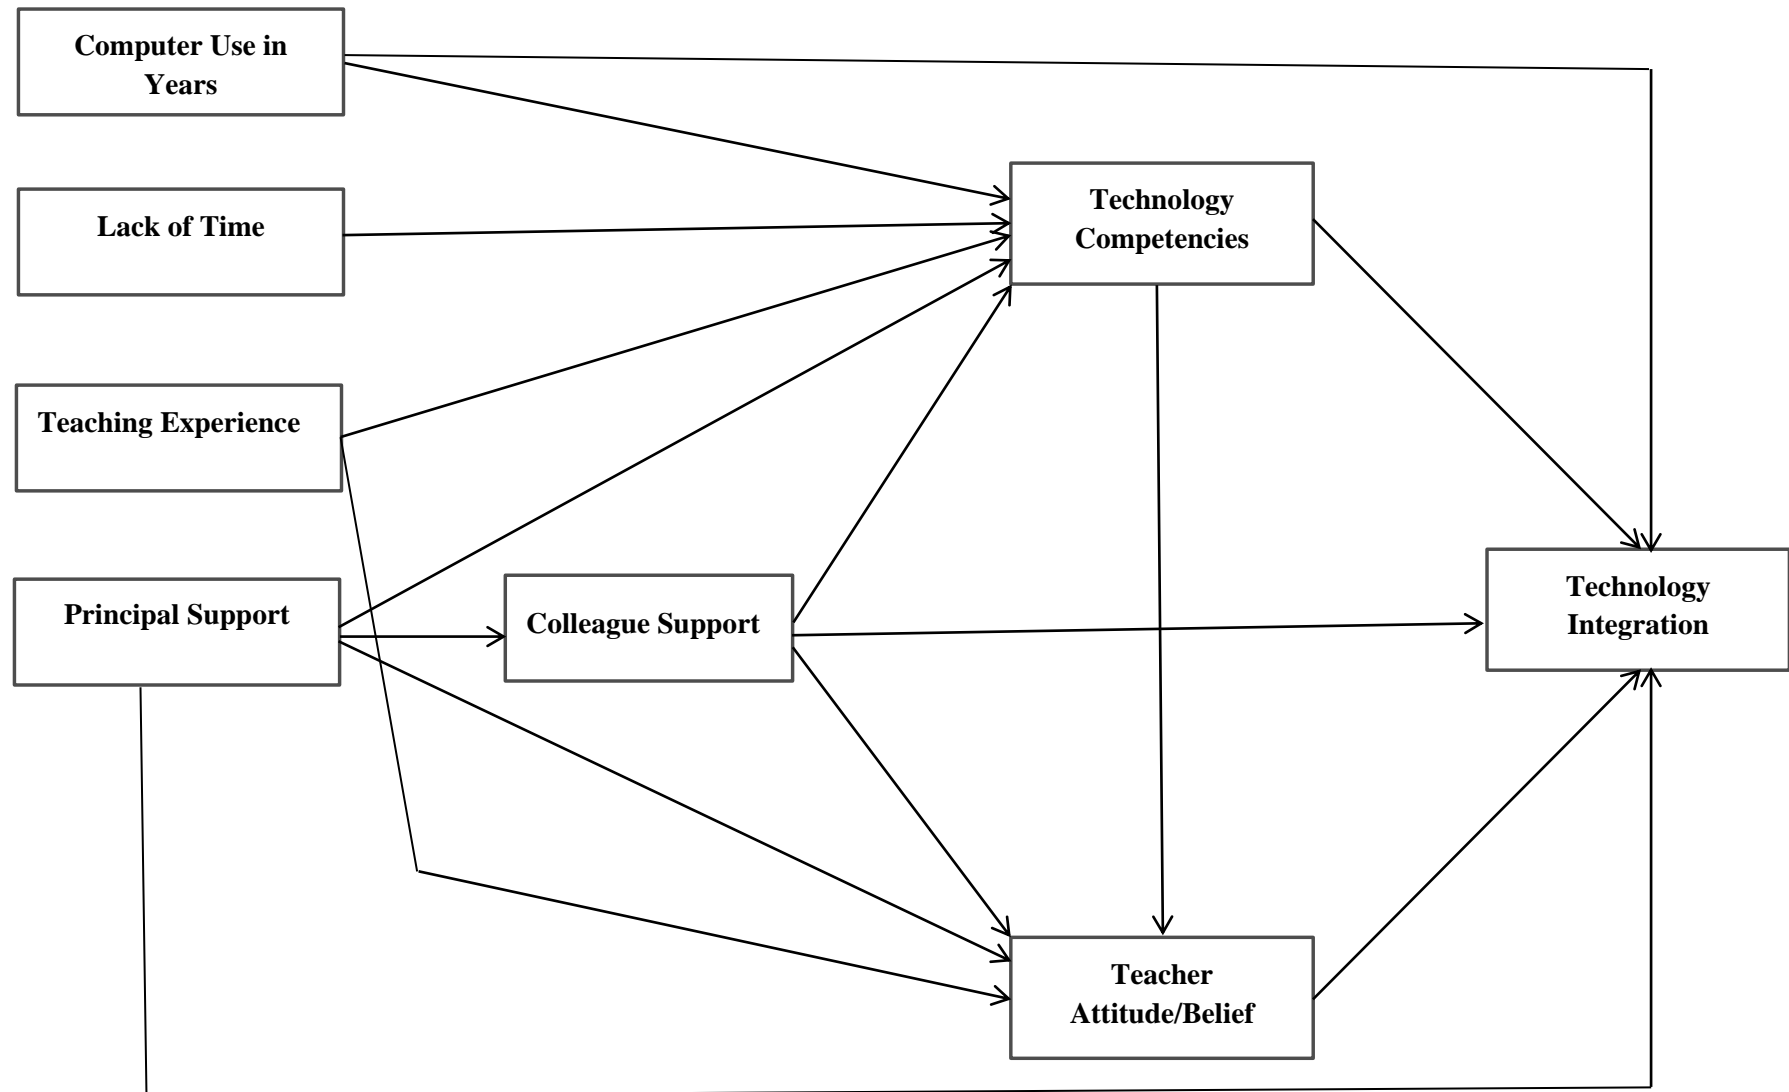 Computer Use in
Years
Lack of Time
Teaching Experience
Principal Support
Colleague Support
Technology
Competencies
Technology
Integration
Teacher
Attitude/Belief